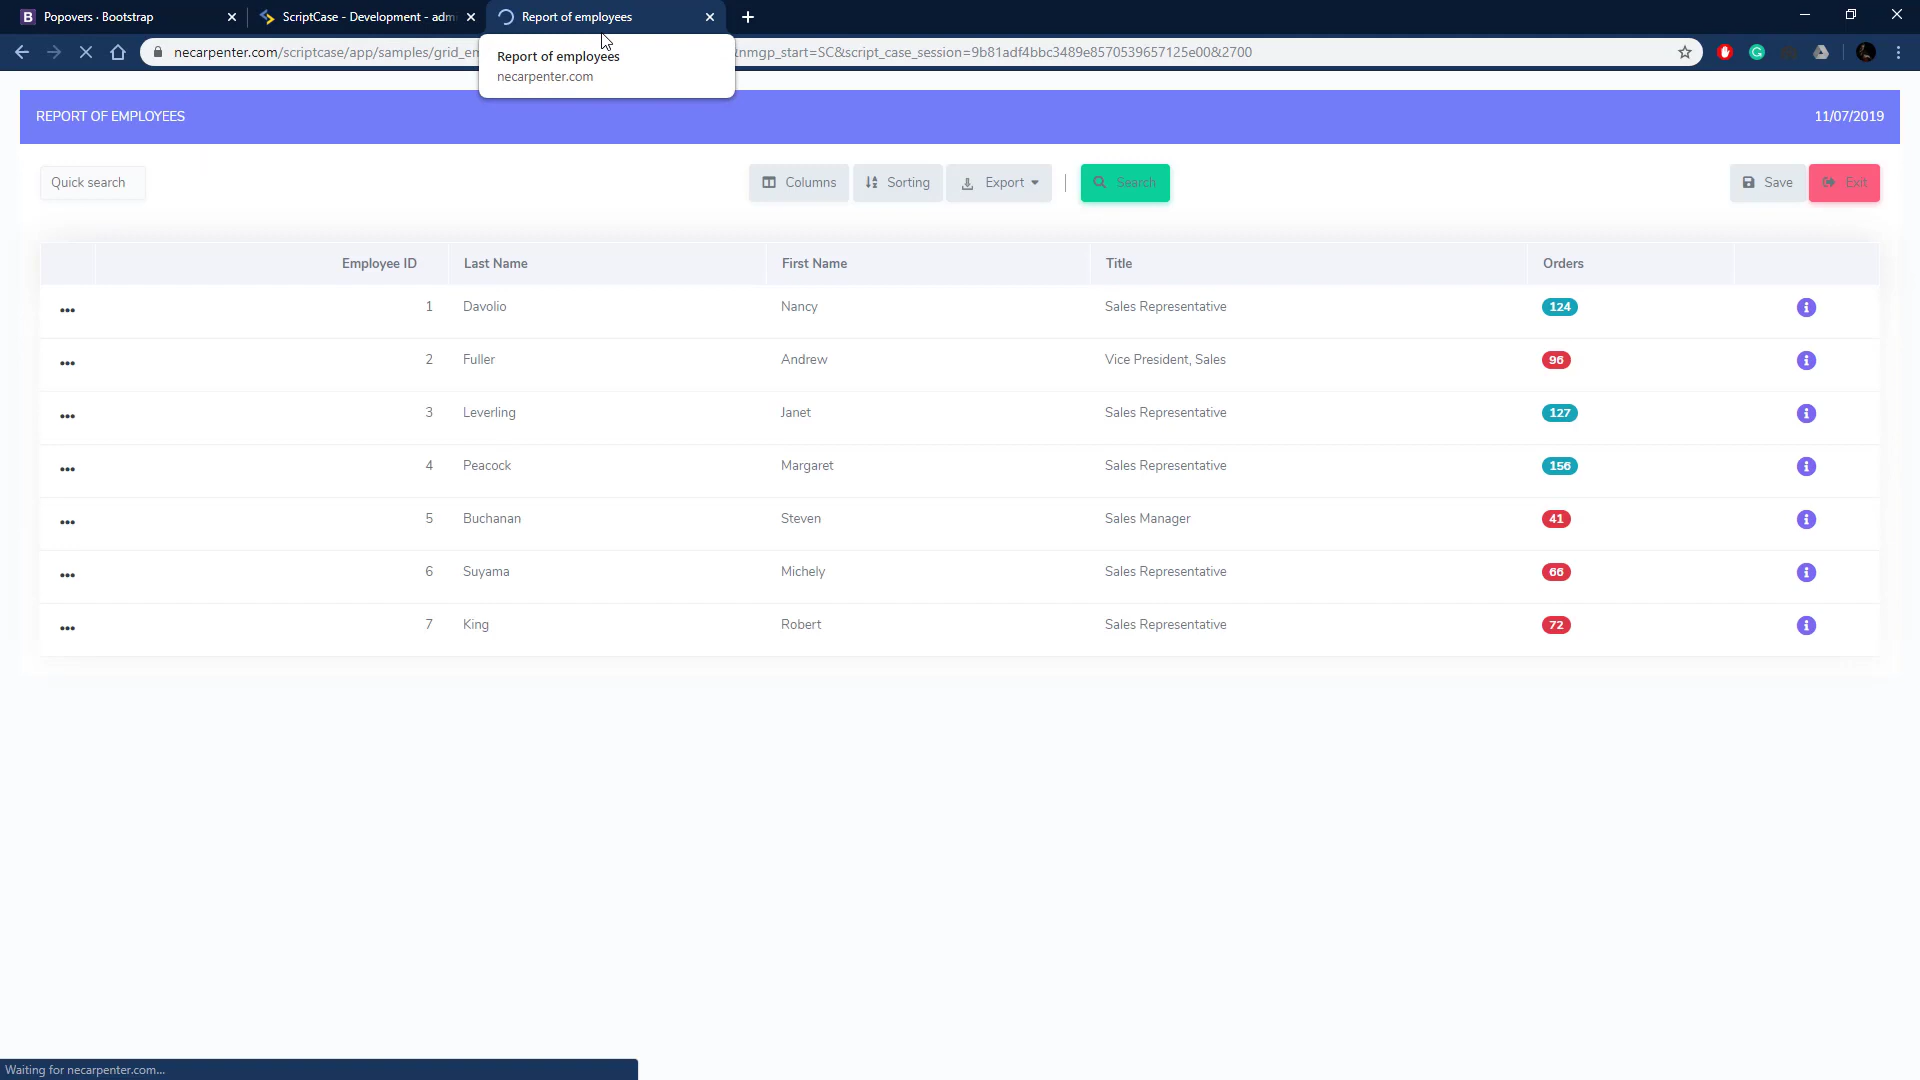 Popovers · Bootstrap
ScriptCase - Development - adm
Report of employees
necarpenter.com/scriptcase/app/samples/grid_em
nmgp_start=SC&script_case_session=9b81adf4bbc3489e8570539657125e00&2700
Report of employees
necarpenter.com
REPORT OF EMPLOYEES 11/07/2019
Quick search Columns Sorting Export | Search Save Exit
Employee ID Last Name First Name Title Orders
1 Davolio Nancy Sales Representative 124
2 Fuller Andrew Vice President, Sales 96
3 Leverling Janet Sales Representative 127
4 Peacock Margaret Sales Representative 156
5 Buchanan Steven Sales Manager 41
6 Suyama Michely Sales Representative 66
7 King Robert Sales Representative 72
Waiting for necarpenter.com...